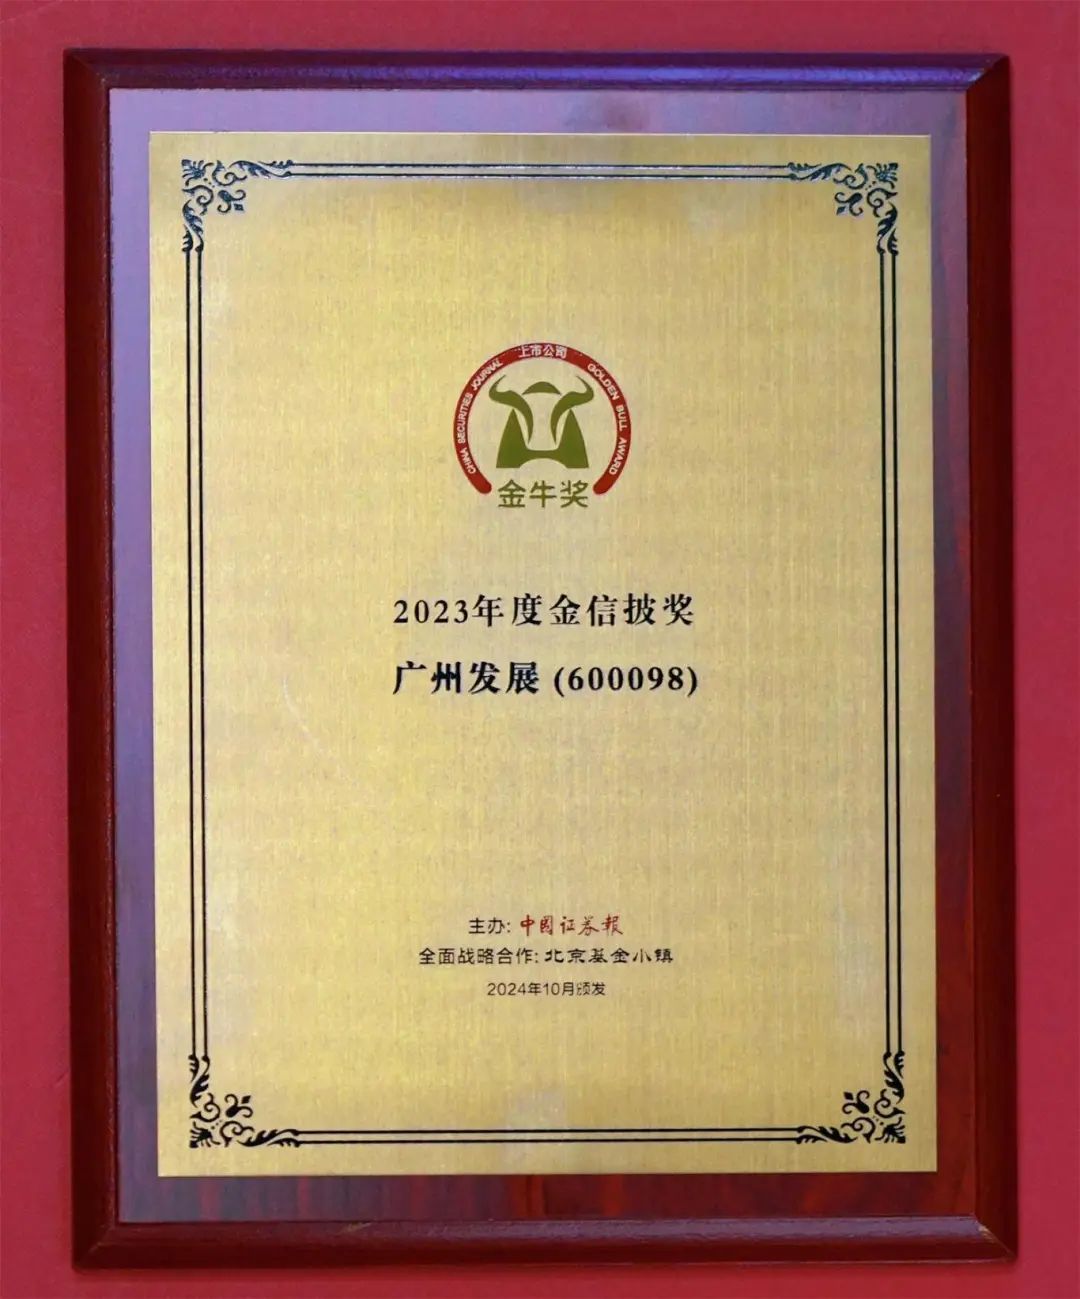 CHINA SECURITIES JOURNAL 上市公司 GOLDEN BULL AWARD
金牛奖
2023年度金信披奖
广州发展 (600098)
主办: 中国证券报
全面战略合作: 北京基金小镇
2024年10月颁发